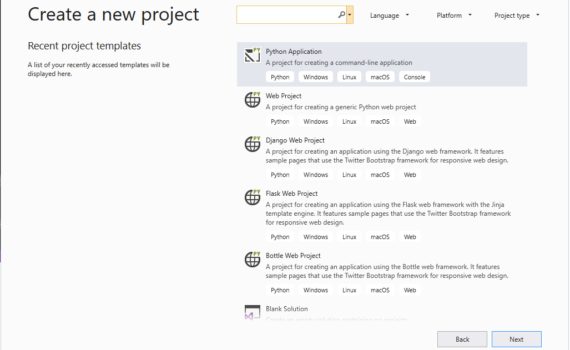 Create a new project
Language
Platform
Project type
Recent project templates
A list of your recently accessed templates will be
displayed here.
Python Application
A project for creating a command-line application
Python Windows Linux macOS Console
Web Project
A project for creating a generic Python web project
Python Windows Linux macOS Web
Django Web Project
A project for creating an application using the Django web framework. It features
sample pages that use the Twitter Bootstrap framework for responsive web design.
Python Windows Linux macOS Web
Flask Web Project
A project for creating an application using the Flask web framework with the Jinja
template engine. It features sample pages that use the Twitter Bootstrap framework
for responsive web design.
Python Windows Linux macOS Web
Bottle Web Project
A project for creating an application using the Bottle web framework. It features
sample pages that use the Twitter Bootstrap framework for responsive web design.
Python Windows Linux macOS Web
Blank Solution
Back
Next